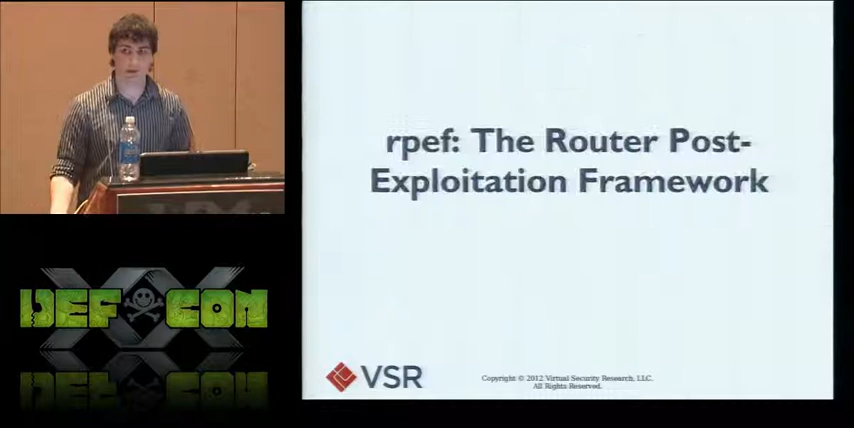 rpef: The Router Post-
Exploitation Framework
DEF CON
VSR
Copyright © 2012 Virtual Security Research, LLC.
All Rights Reserved.